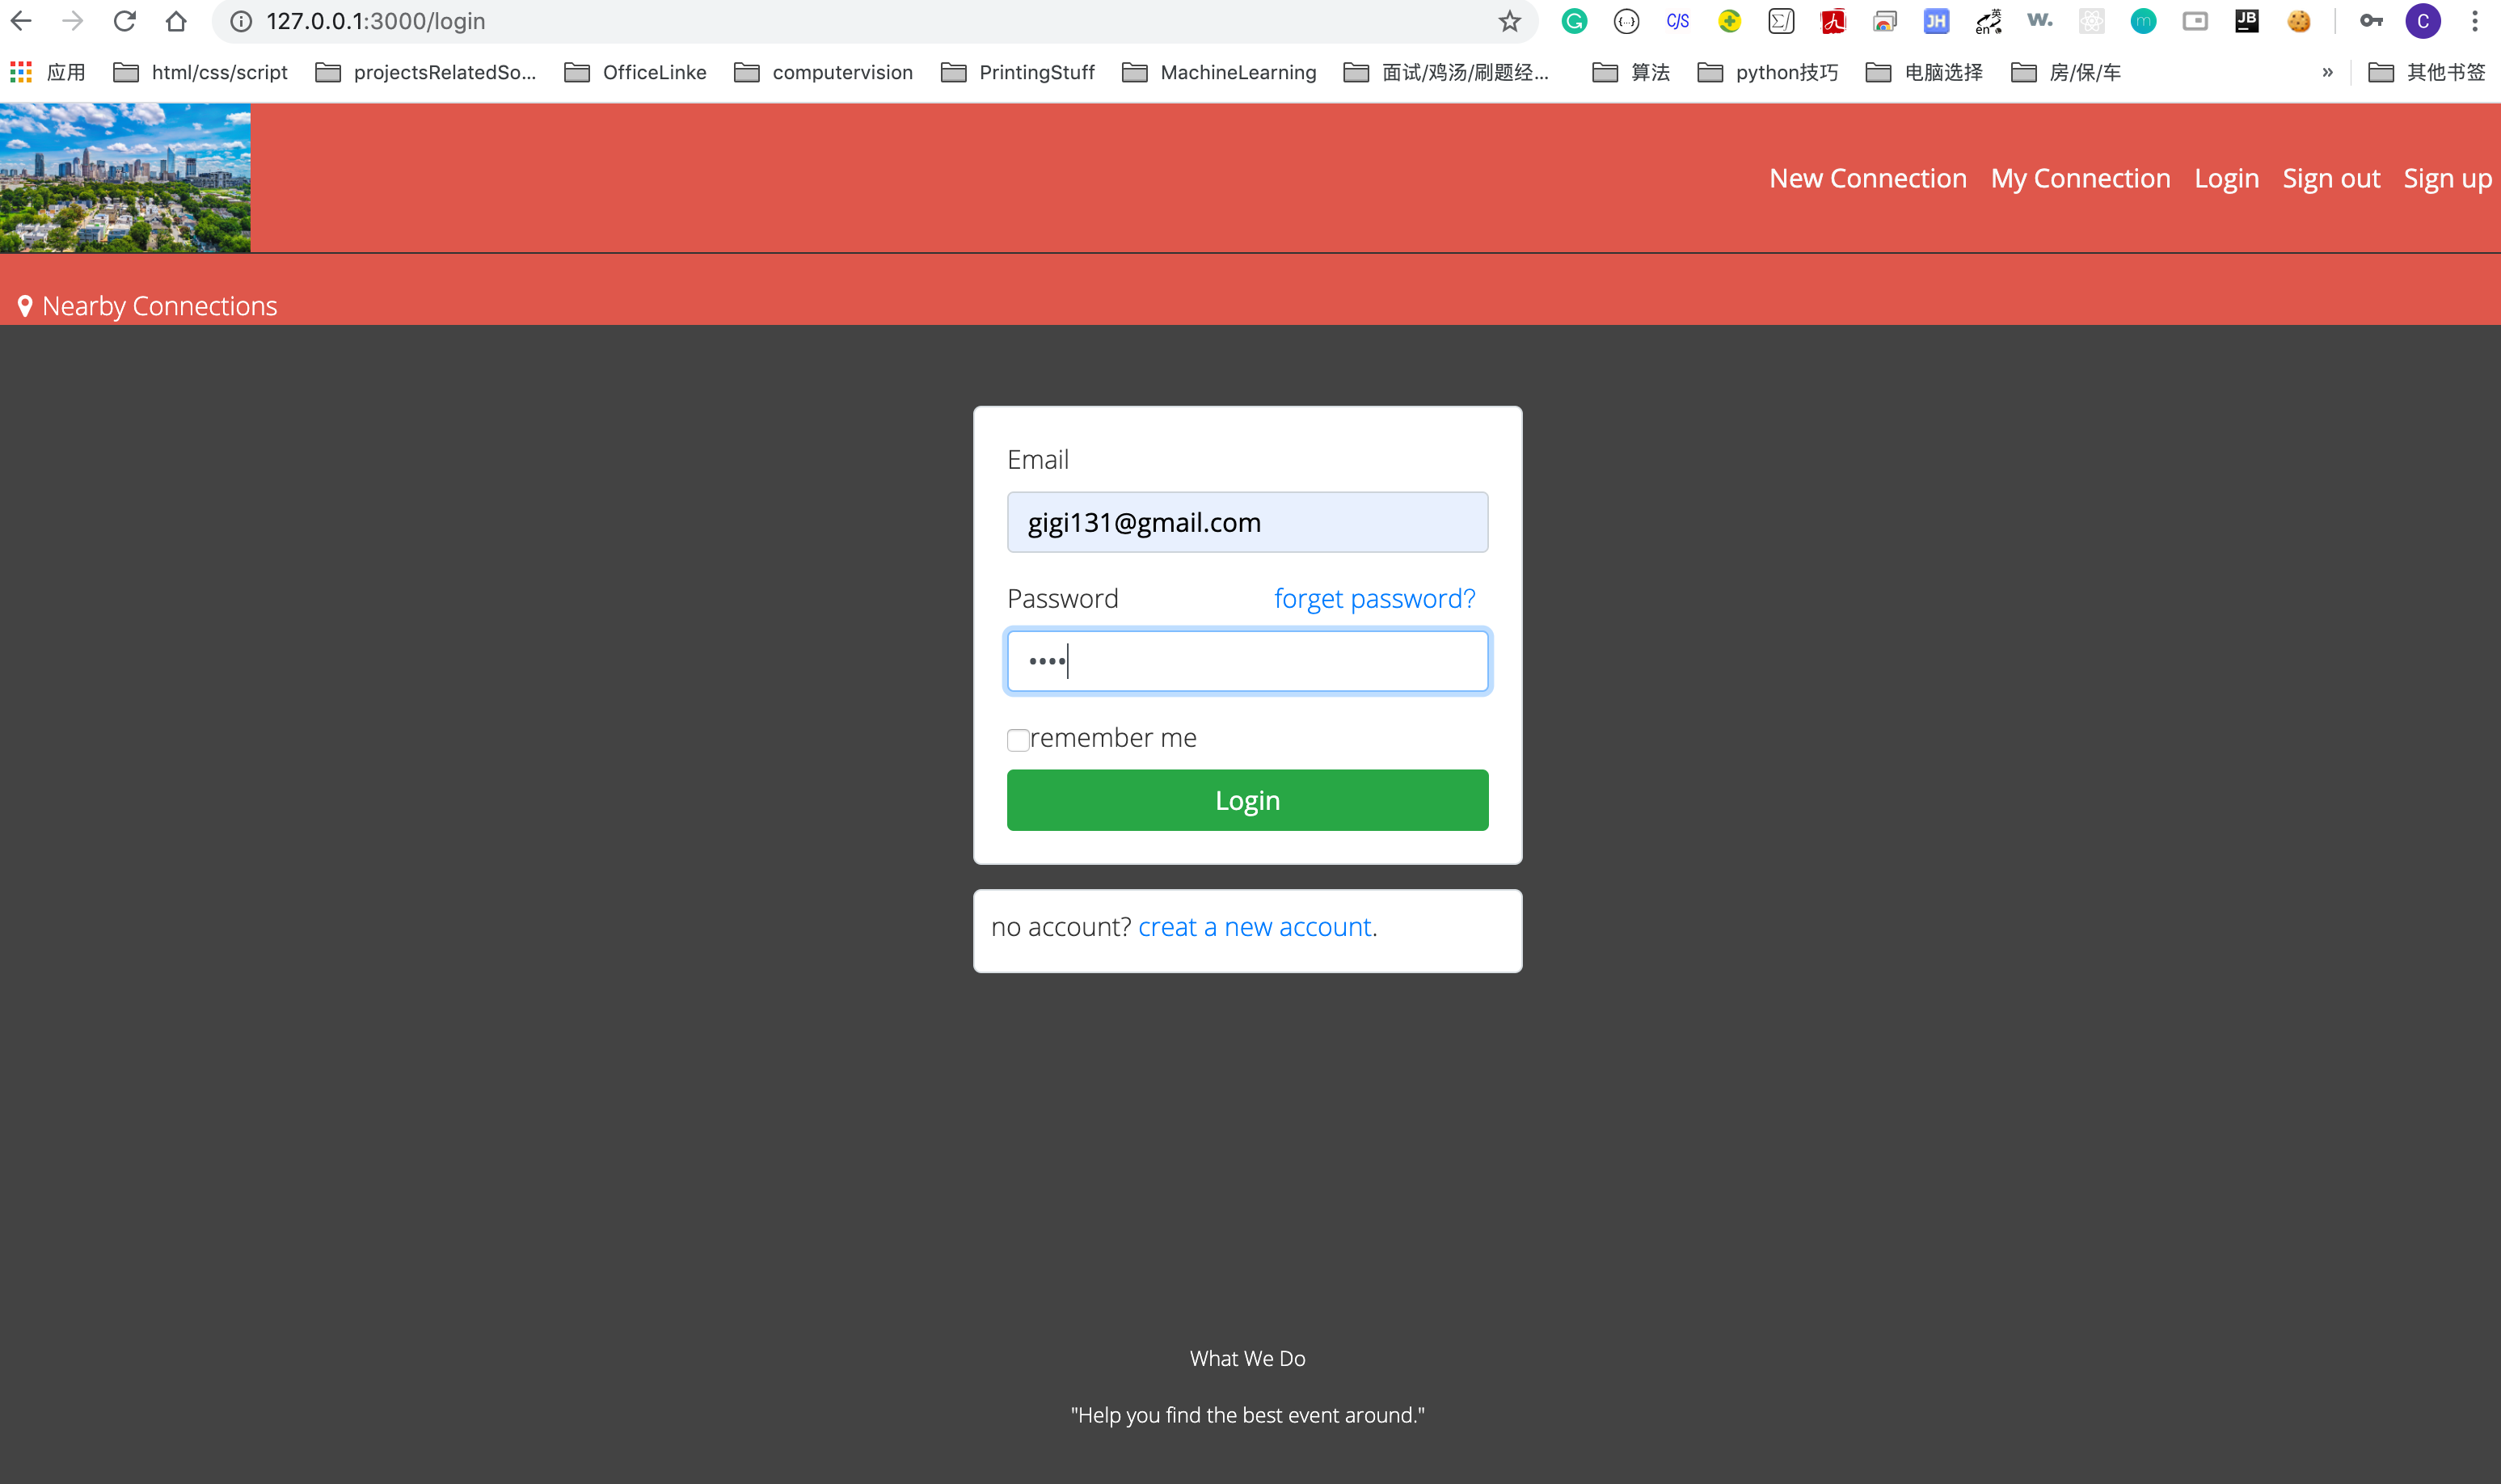 127.0.0.1:3000/login
应用 html/css/script projectsRelatedSo... OfficeLinke computervision PrintingStuff MachineLearning 面试/鸡汤/刷题经... 算法 python技巧 电脑选择 房/保/车 » 其他书签
New Connection My Connection Login Sign out Sign up
Nearby Connections
Email
gigi131@gmail.com
Password forget password?
••••
remember me
Login
no account? creat a new account.
What We Do
"Help you find the best event around."